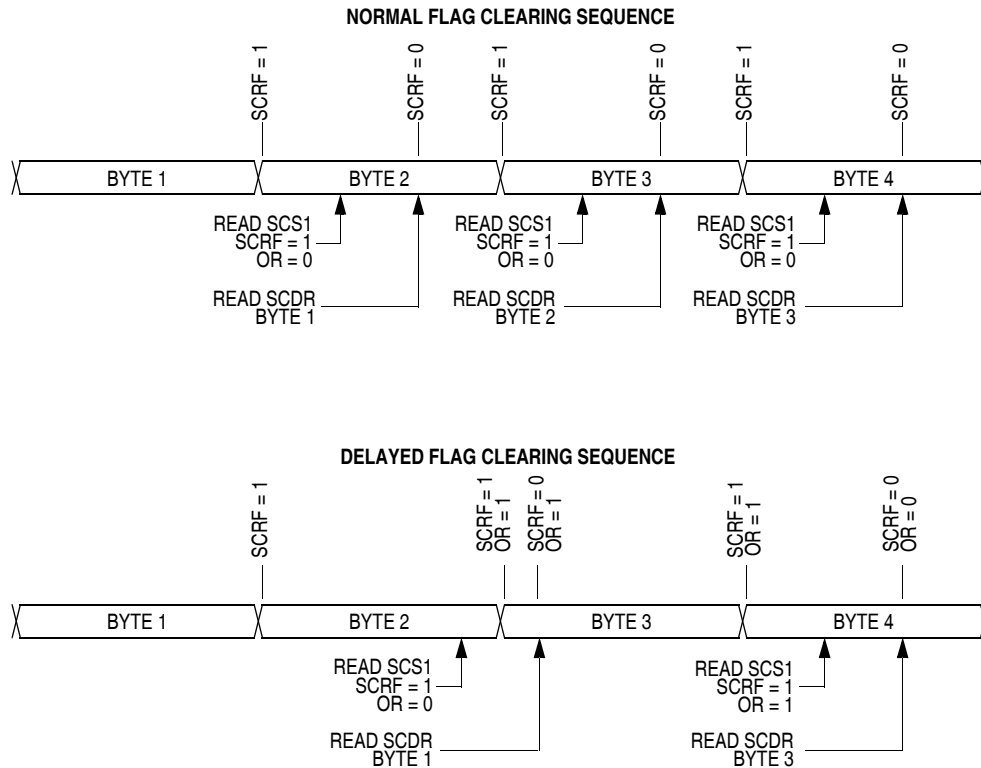 NORMAL FLAG CLEARING SEQUENCE
SCRF = 1
SCRF = 0
SCRF = 1
SCRF = 0
SCRF = 1
SCRF = 0
BYTE 1
BYTE 2
BYTE 3
BYTE 4
READ SCS1
SCRF = 1
OR = 0
READ SCS1
SCRF = 1
OR = 0
READ SCS1
SCRF = 1
OR = 0
READ SCDR
BYTE 1
READ SCDR
BYTE 2
READ SCDR
BYTE 3
DELAYED FLAG CLEARING SEQUENCE
SCRF = 1
SCRF = 1
OR = 1
SCRF = 0
OR = 1
SCRF = 1
OR = 1
SCRF = 0
OR = 0
BYTE 1
BYTE 2
BYTE 3
BYTE 4
READ SCS1
SCRF = 1
OR = 0
READ SCS1
SCRF = 1
OR = 1
READ SCDR
BYTE 1
READ SCDR
BYTE 3